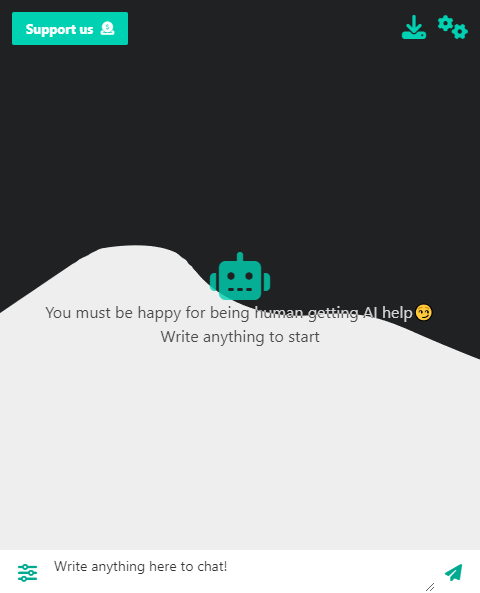 Support us
You must be happy for being human getting AI help😏
Write anything to start
Write anything here to chat!